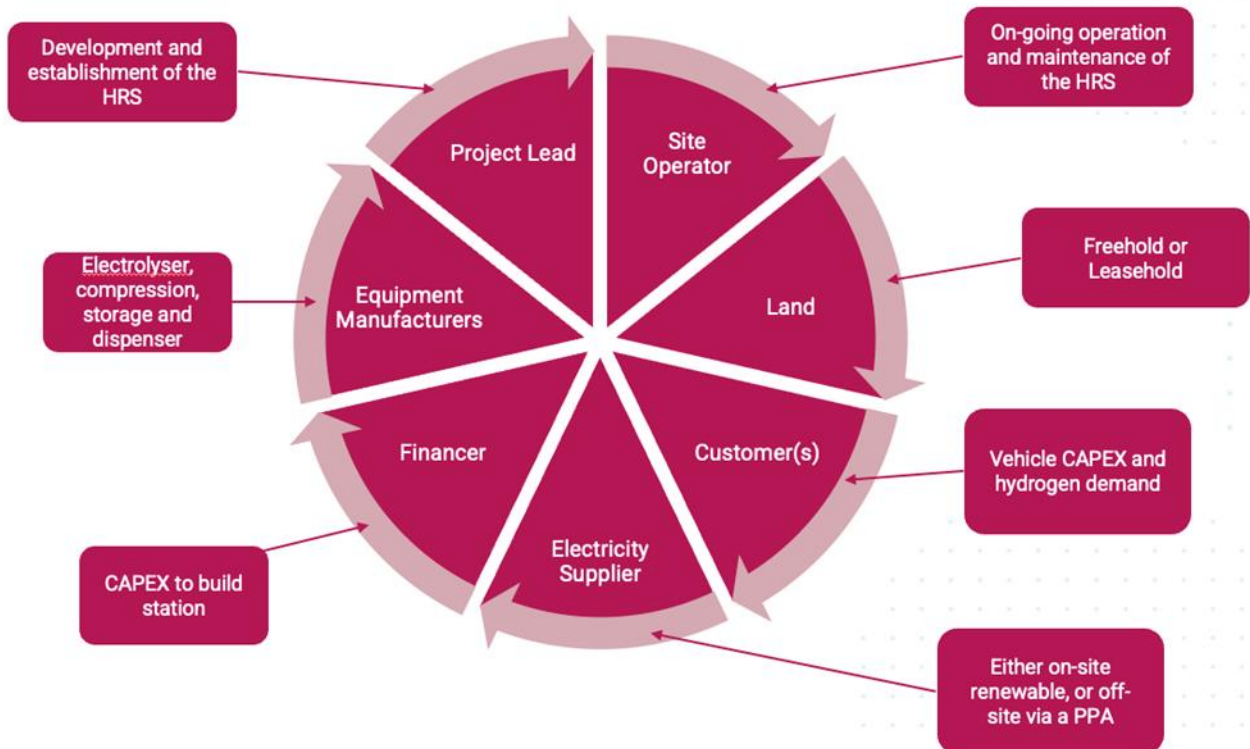 Development and
establishment of the
HRS
On-going operation
and maintenance of
the HRS
Project Lead
Site
Operator
Electrolyser,
compression,
storage and
dispenser
Equipment
Manufacturers
Land
Freehold or
Leasehold
Financer
Customer(s)
Vehicle CAPEX and
hydrogen demand
CAPEX to build
station
Electricity
Supplier
Either on-site
renewable, or off-
site via a PPA